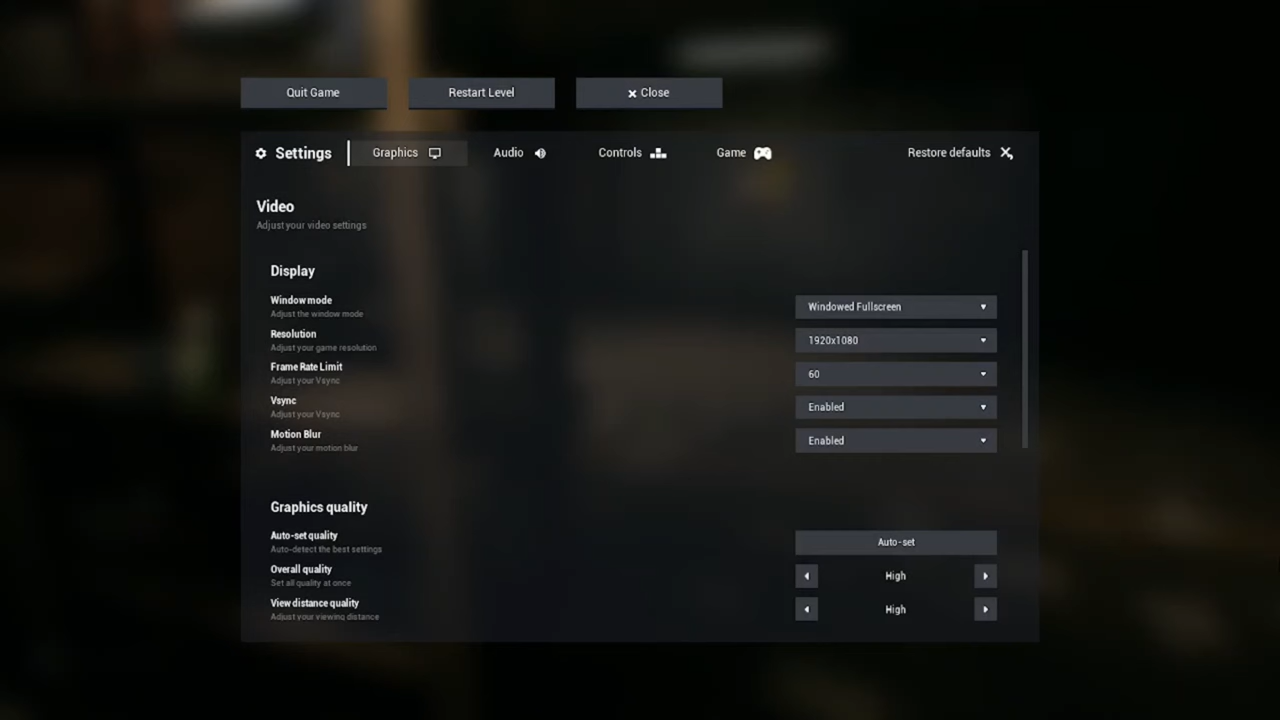 Quit Game
Restart Level
Close
Settings
Graphics
Audio
Controls
Game
Restore defaults
Video
Adjust your video settings
Display
Window mode
Adjust the window mode
Windowed Fullscreen
Resolution
Adjust your game resolution
1920x1080
Frame Rate Limit
Adjust your Vsync
60
Vsync
Adjust your Vsync
Enabled
Motion Blur
Adjust your motion blur
Enabled
Graphics quality
Auto-set quality
Auto-detect the best settings
Auto-set
Overall quality
Set all quality at once
High
View distance quality
Adjust your viewing distance
High